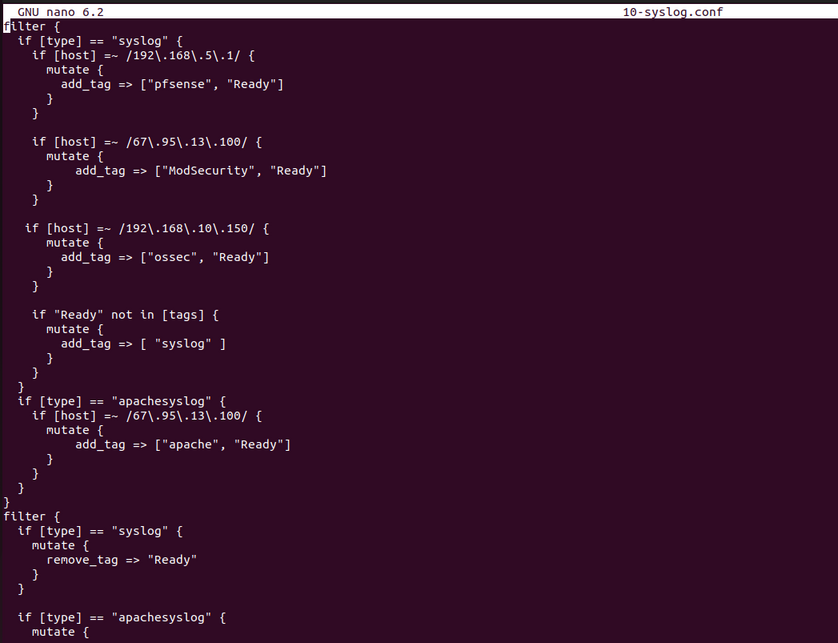 GNU nano 6.2 10-syslog.conf
filter {
  if [type] == "syslog" {
    if [host] =~ /192\.168\.5\.1/ {
      mutate {
        add_tag => ["pfsense", "Ready"]
      }
    }

    if [host] =~ /67\.95\.13\.100/ {
      mutate {
          add_tag => ["ModSecurity", "Ready"]
      }
    }

   if [host] =~ /192\.168\.10\.150/ {
      mutate {
        add_tag => ["ossec", "Ready"]
      }
    }

    if "Ready" not in [tags] {
      mutate {
        add_tag => [ "syslog" ]
      }
    }
  }
  if [type] == "apachesyslog" {
    if [host] =~ /67\.95\.13\.100/ {
      mutate {
          add_tag => ["apache", "Ready"]
      }
    }
  }
}
filter {
  if [type] == "syslog" {
    mutate {
      remove_tag => "Ready"
    }
  }

  if [type] == "apachesyslog" {
    mutate {